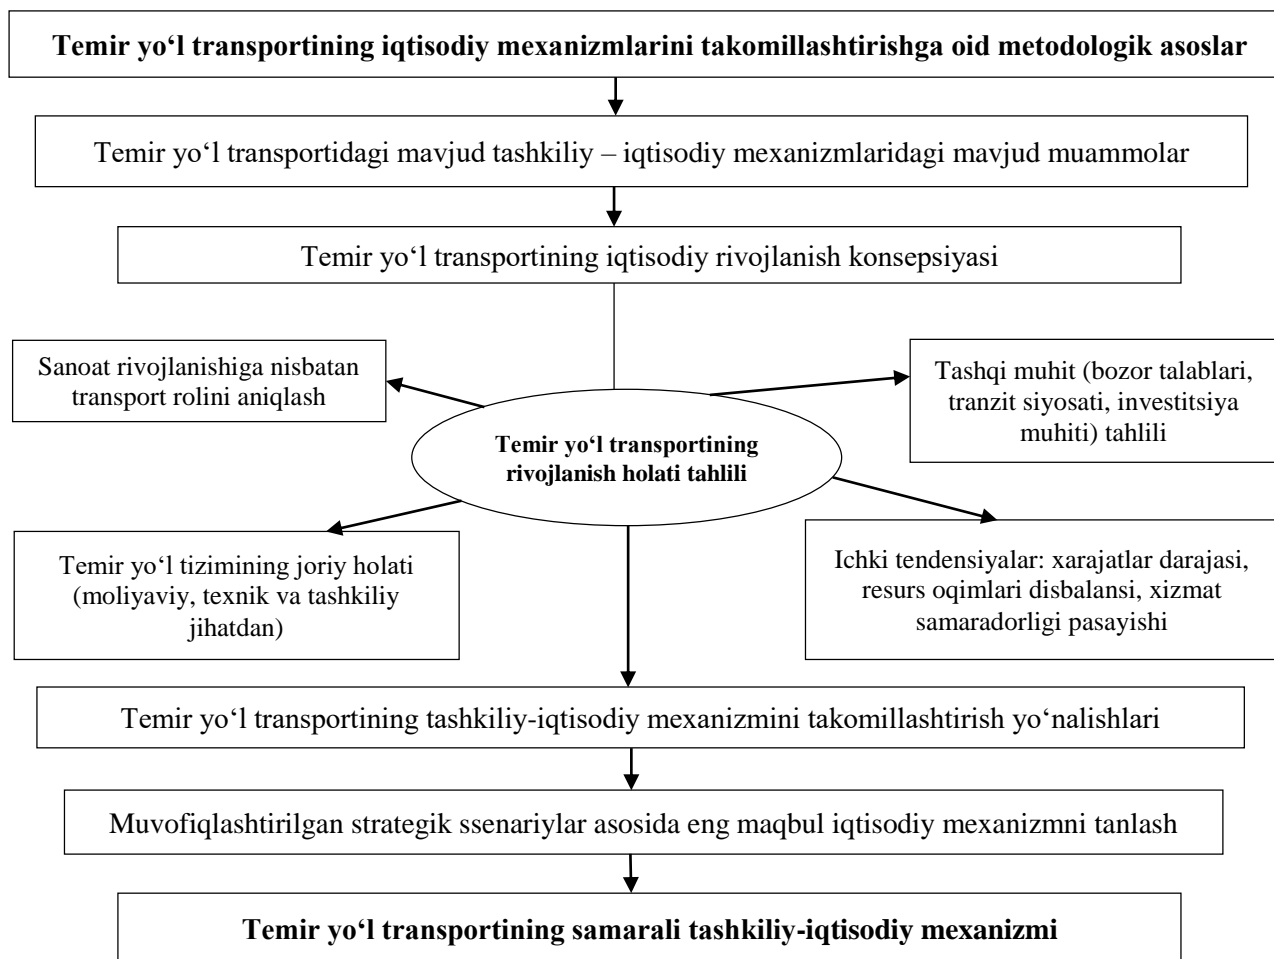 Temir yo‘l transportining iqtisodiy mexanizmlarini takomillashtirishga oid metodologik asoslar
Temir yo‘l transportidagi mavjud tashkiliy – iqtisodiy mexanizmlaridagi mavjud muammolar
Temir yo‘l transportining iqtisodiy rivojlanish konsepsiyasi
Sanoat rivojlanishiga nisbatan
transport rolini aniqlash
Tashqi muhit (bozor talablari,
tranzit siyosati, investitsiya
muhiti) tahlili
Temir yo‘l transportining
rivojlanish holati tahlili
Temir yo‘l tizimining joriy holati
(moliyaviy, texnik va tashkiliy
jihatdan)
Ichki tendensiyalar: xarajatlar darajasi,
resurs oqimlari disbalansi, xizmat
samaradorligi pasayishi
Temir yo‘l transportining tashkiliy-iqtisodiy mexanizmini takomillashtirish yo‘nalishlari
Muvofiqlashtirilgan strategik ssenariylar asosida eng maqbul iqtisodiy mexanizmni tanlash
Temir yo‘l transportining samarali tashkiliy-iqtisodiy mexanizmi